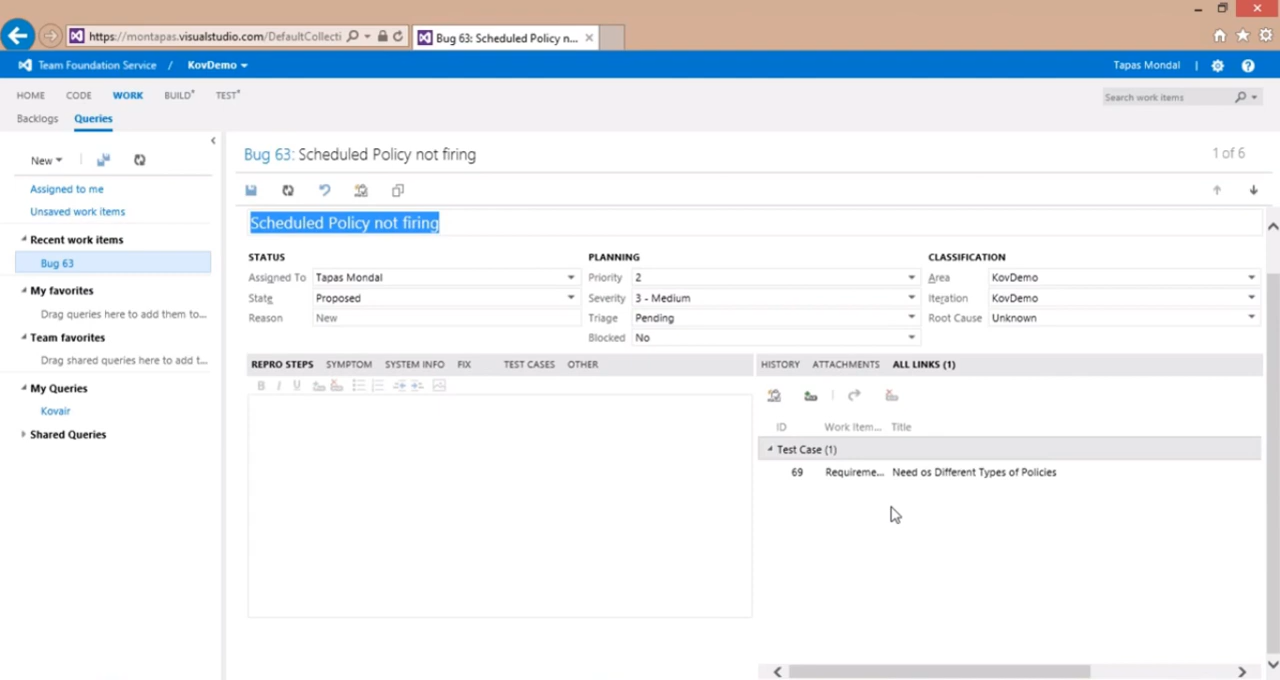 https://montapas.visualstudio.com/DefaultCollecti
Bug 63: Scheduled Policy n...
Team Foundation Service / KovDemo
Tapas Mondal
HOME CODE WORK BUILD TEST
Search work items
Backlogs Queries
New
Assigned to me
Unsaved work items
Recent work items
Bug 63
My favorites
Drag queries here to add them to...
Team favorites
Drag shared queries here to add t...
My Queries
Kovair
Shared Queries
Bug 63: Scheduled Policy not firing
1 of 6
Scheduled Policy not firing
STATUS PLANNING CLASSIFICATION
Assigned To Tapas Mondal Priority 2 Area KovDemo
State Proposed Severity 3 - Medium Iteration KovDemo
Reason New Triage Pending Root Cause Unknown
Blocked No
REPRO STEPS SYMPTOM SYSTEM INFO FIX TEST CASES OTHER
HISTORY ATTACHMENTS ALL LINKS (1)
B I U
ID Work Item... Title
Test Case (1)
69 Requireme... Need os Different Types of Policies